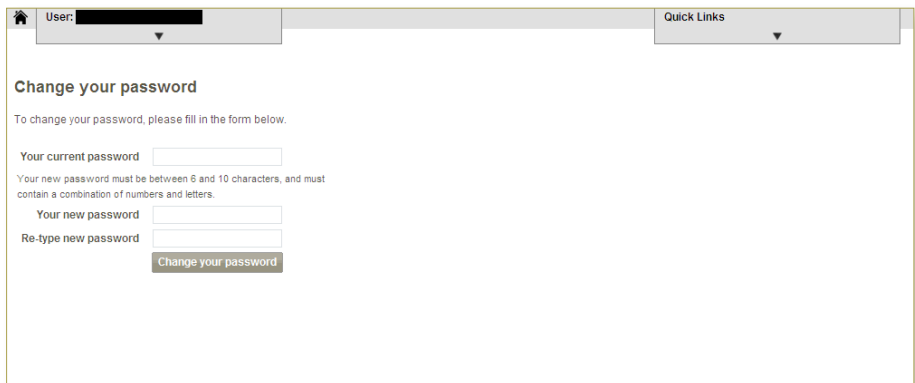 User:
Quick Links
Change your password
To change your password, please fill in the form below.
Your current password
Your new password must be between 6 and 10 characters, and must
contain a combination of numbers and letters.
Your new password
Re-type new password
Change your password